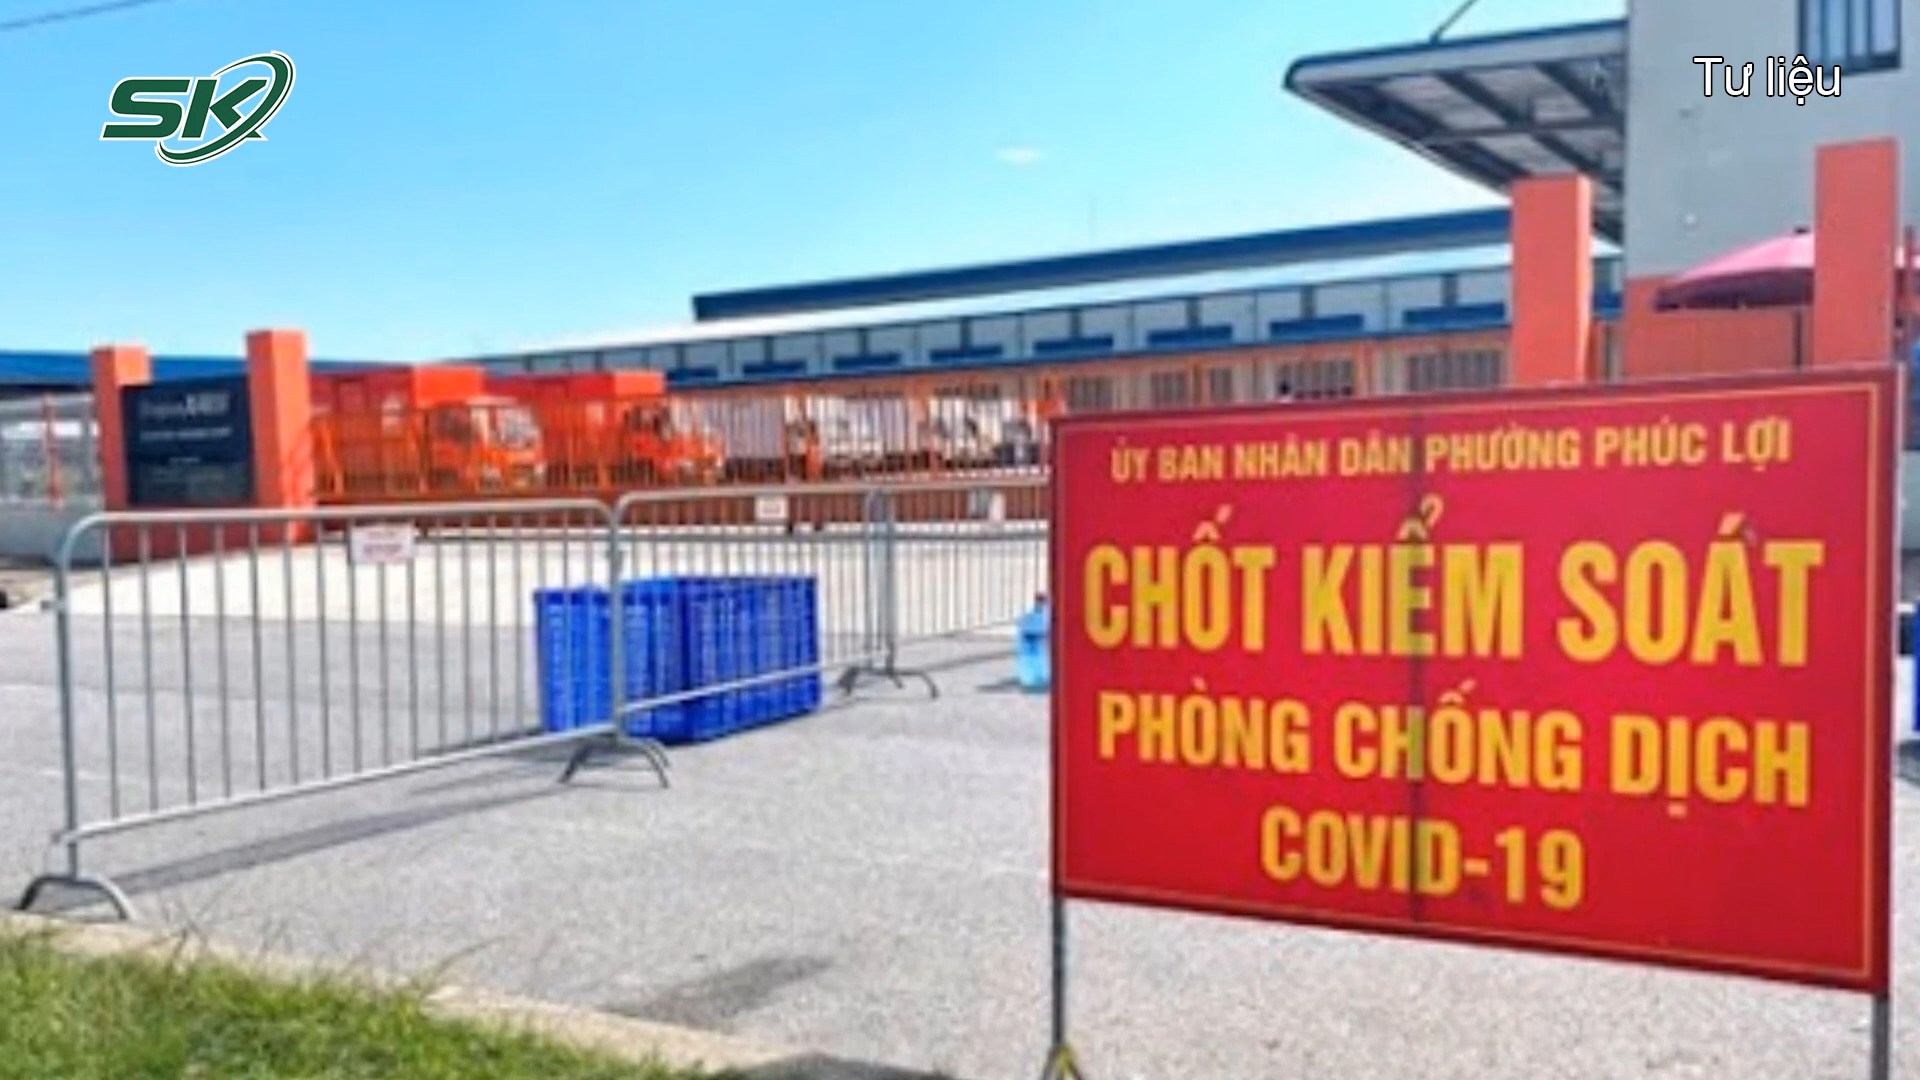 SK
Tư liệu
ỦY BAN NHÂN DÂN PHƯỜNG PHÚC LỢI
CHỐT KIỂM SOÁT
PHÒNG CHỐNG DỊCH
COVID-19